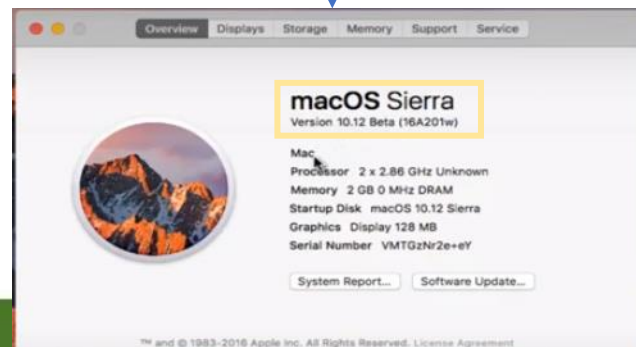 Overview Displays Storage Memory Support Service
macOS Sierra
Version 10.12 Beta (16A201w)
Mac
Processor 2 x 2.86 GHz Unknown
Memory 2 GB 0 MHz DRAM
Startup Disk macOS 10.12 Sierra
Graphics Display 128 MB
Serial Number VMTGzNr2e+eY
System Report... Software Update...
™ and © 1983-2016 Apple Inc. All Rights Reserved. License Agreement